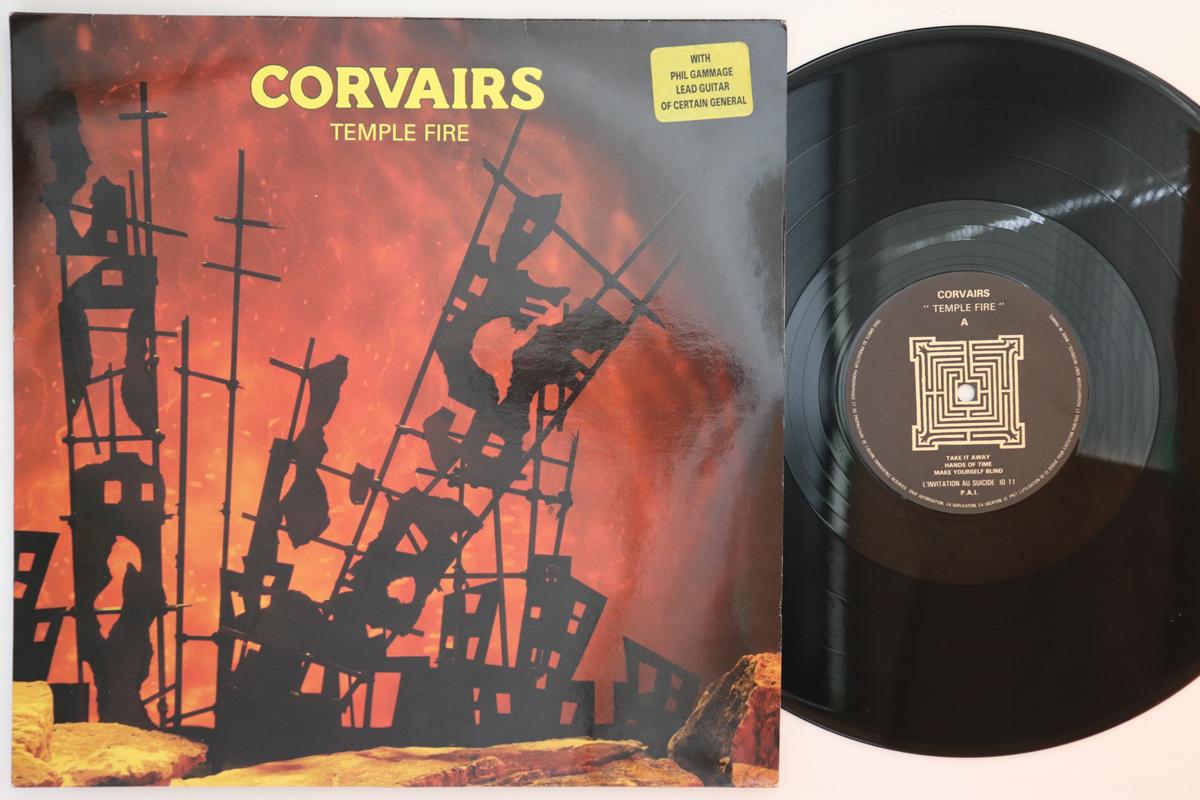 CORVAIRS
TEMPLE FIRE
WITH
PHIL GAMMAGE
LEAD GUITAR
OF CERTAIN GENERAL
CORVAIRS
“ TEMPLE FIRE ”
A
TAKE IT AWAY
HANDS OF TIME
MAKE YOURSELF BLIND
L'INVITATION AU SUICIDE ID 11
P.A.I.